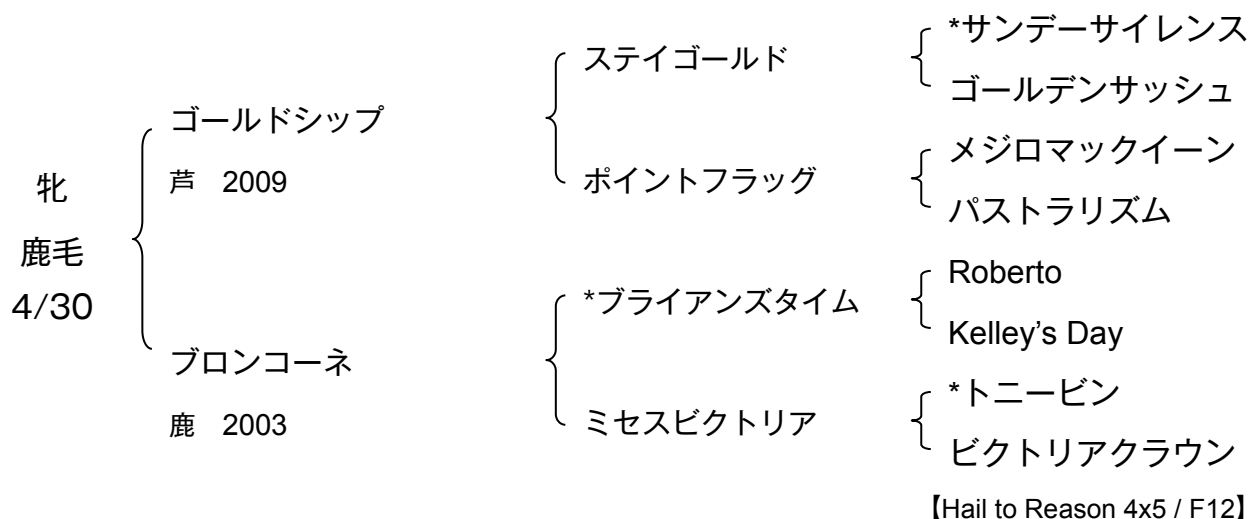 牝
鹿毛
4/30
ゴールドシップ
芦 2009
ステイゴールド
*サンデーサイレンス
ゴールデンサッシュ
ポイントフラッグ
メジロマックイーン
パストラリズム
ブロンコーネ
鹿 2003
*ブライアンズタイム
Roberto
Kelley’s Day
ミセスビクトリア
*トニービン
ビクトリアクラウン
【Hail to Reason 4x5 / F12】